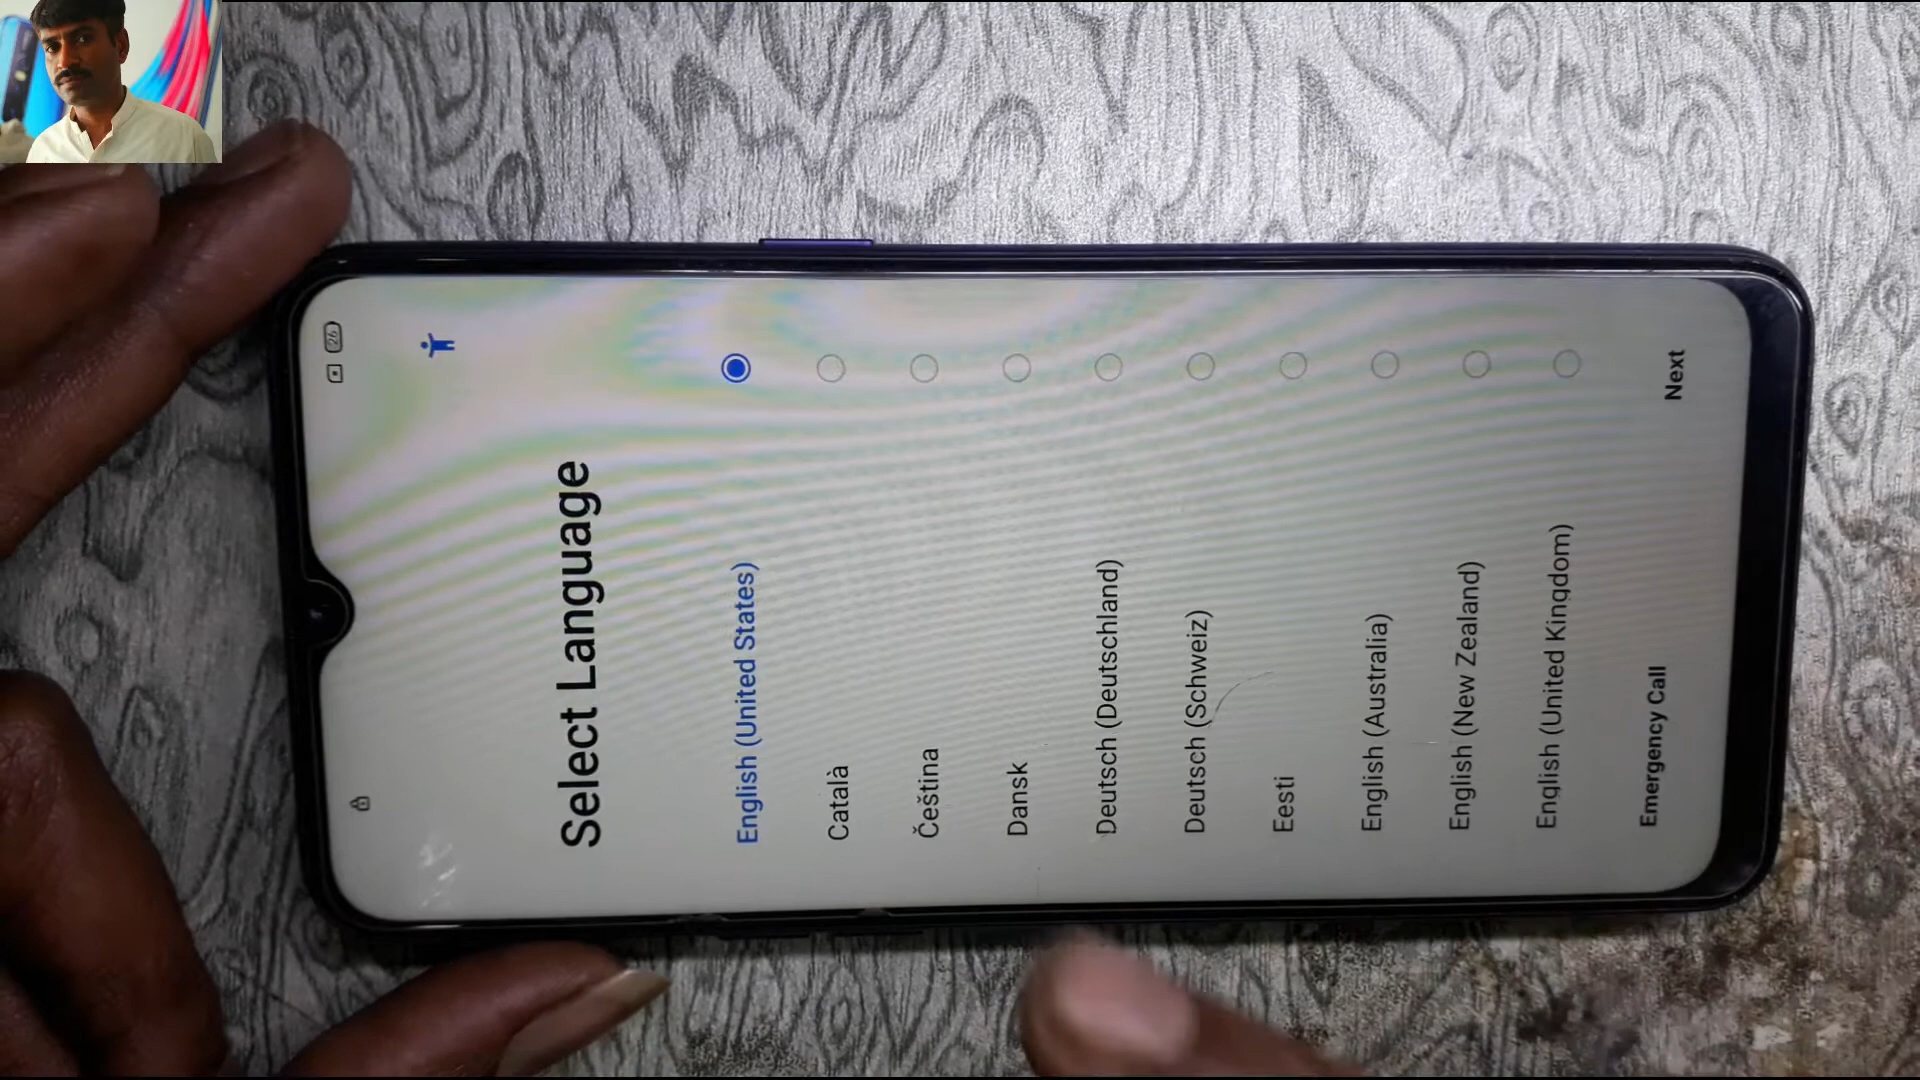 26
Select Language
English (United States)
Català
Čeština
Dansk
Deutsch (Deutschland)
Deutsch (Schweiz)
Eesti
English (Australia)
English (New Zealand)
English (United Kingdom)
Emergency Call
Next